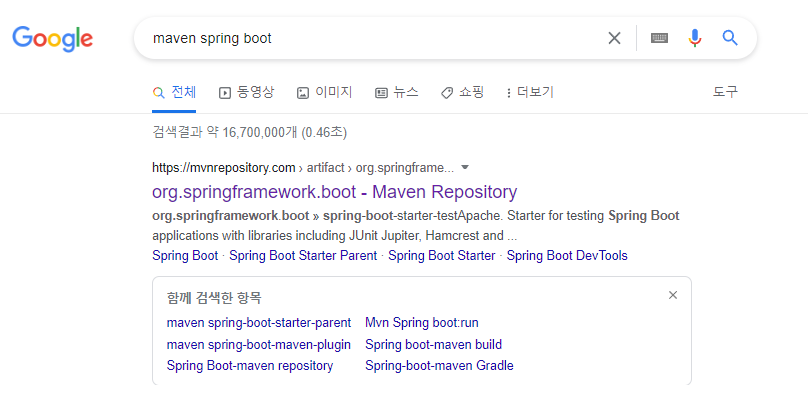 Google
maven spring boot
전체 동영상 이미지 뉴스 쇼핑 더보기 도구
검색결과 약 16,700,000개 (0.46초)
https://mvnrepository.com › artifact › org.springframe...
org.springframework.boot - Maven Repository
org.springframework.boot » spring-boot-starter-testApache. Starter for testing Spring Boot
applications with libraries including JUnit Jupiter, Hamcrest and ...
Spring Boot · Spring Boot Starter Parent · Spring Boot Starter · Spring Boot DevTools
함께 검색한 항목
maven spring-boot-starter-parent Mvn Spring boot:run
maven spring-boot-maven-plugin Spring boot-maven build
Spring Boot-maven repository Spring-boot-maven Gradle